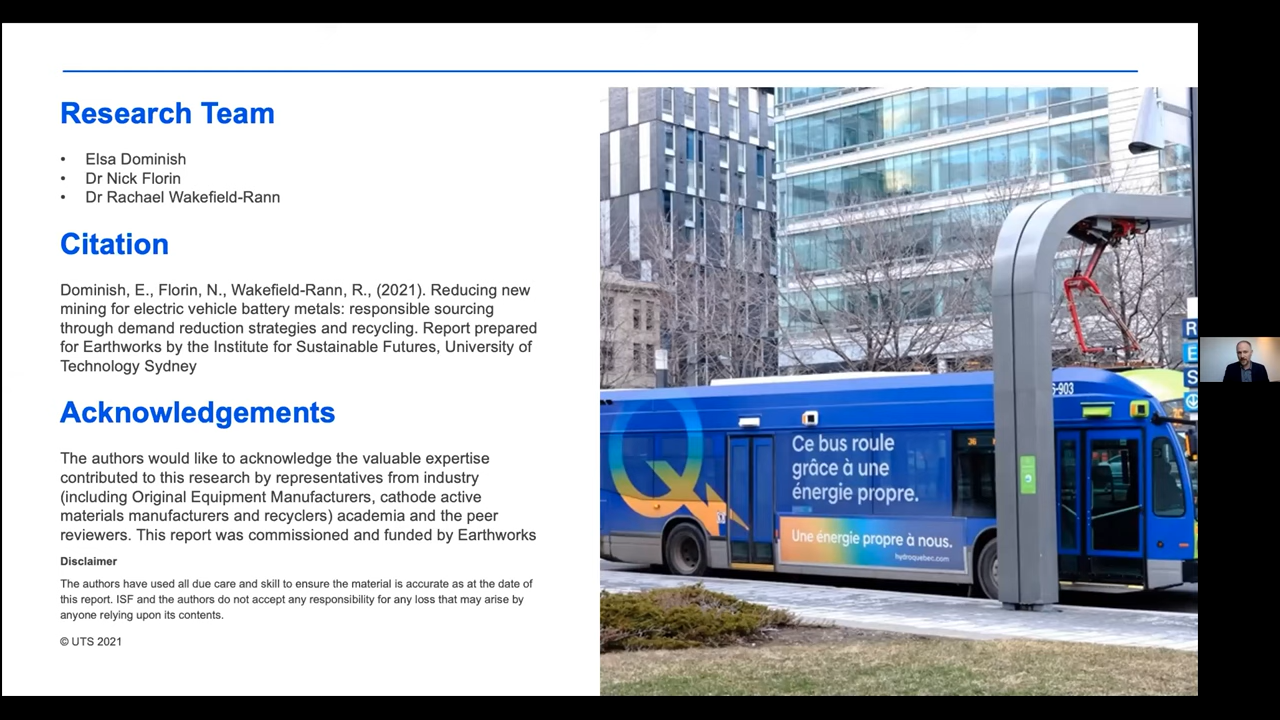 Research Team
• Elsa Dominish
• Dr Nick Florin
• Dr Rachael Wakefield-Rann
Citation
Dominish, E., Florin, N., Wakefield-Rann, R., (2021). Reducing new
mining for electric vehicle battery metals: responsible sourcing
through demand reduction strategies and recycling. Report prepared
for Earthworks by the Institute for Sustainable Futures, University of
Technology Sydney
Acknowledgements
The authors would like to acknowledge the valuable expertise
contributed to this research by representatives from industry
(including Original Equipment Manufacturers, cathode active
materials manufacturers and recyclers) academia and the peer
reviewers. This report was commissioned and funded by Earthworks
Disclaimer
The authors have used all due care and skill to ensure the material is accurate as at the date of
this report. ISF and the authors do not accept any responsibility for any loss that may arise by
anyone relying upon its contents.
© UTS 2021
-903
36
Ce bus roule
grâce à une
énergie propre.
Une énergie propre à nous.
hydroquebec.com
R
E
S